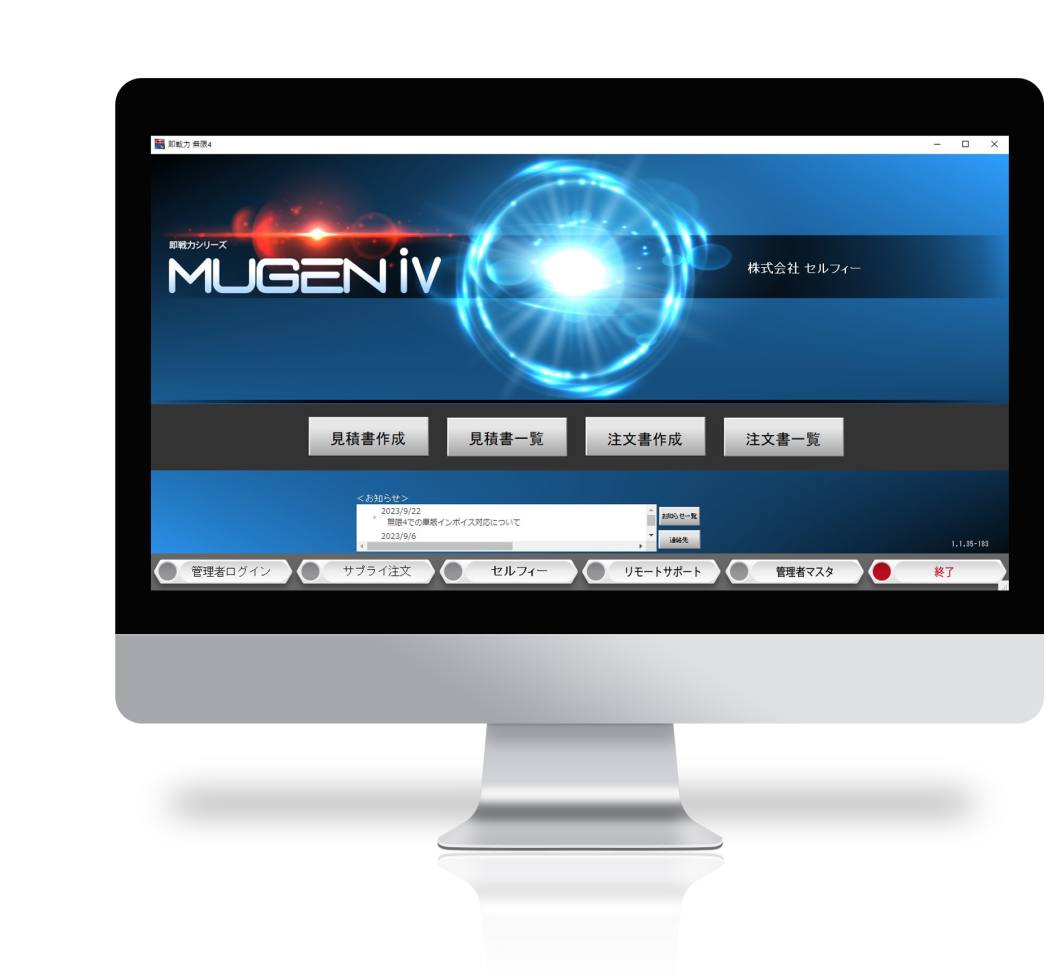 即戦力 無限4
即戦力シリーズ
MUGEN iV
株式会社 セルフィー
見積書作成
見積書一覧
注文書作成
注文書一覧
＜お知らせ＞
2023/9/22
無限4での車販インボイス対応について
2023/9/6
お知らせ一覧
連絡先
1.1.35-183
管理者ログイン
サプライ注文
セルフィー
リモートサポート
管理者マスタ
終了